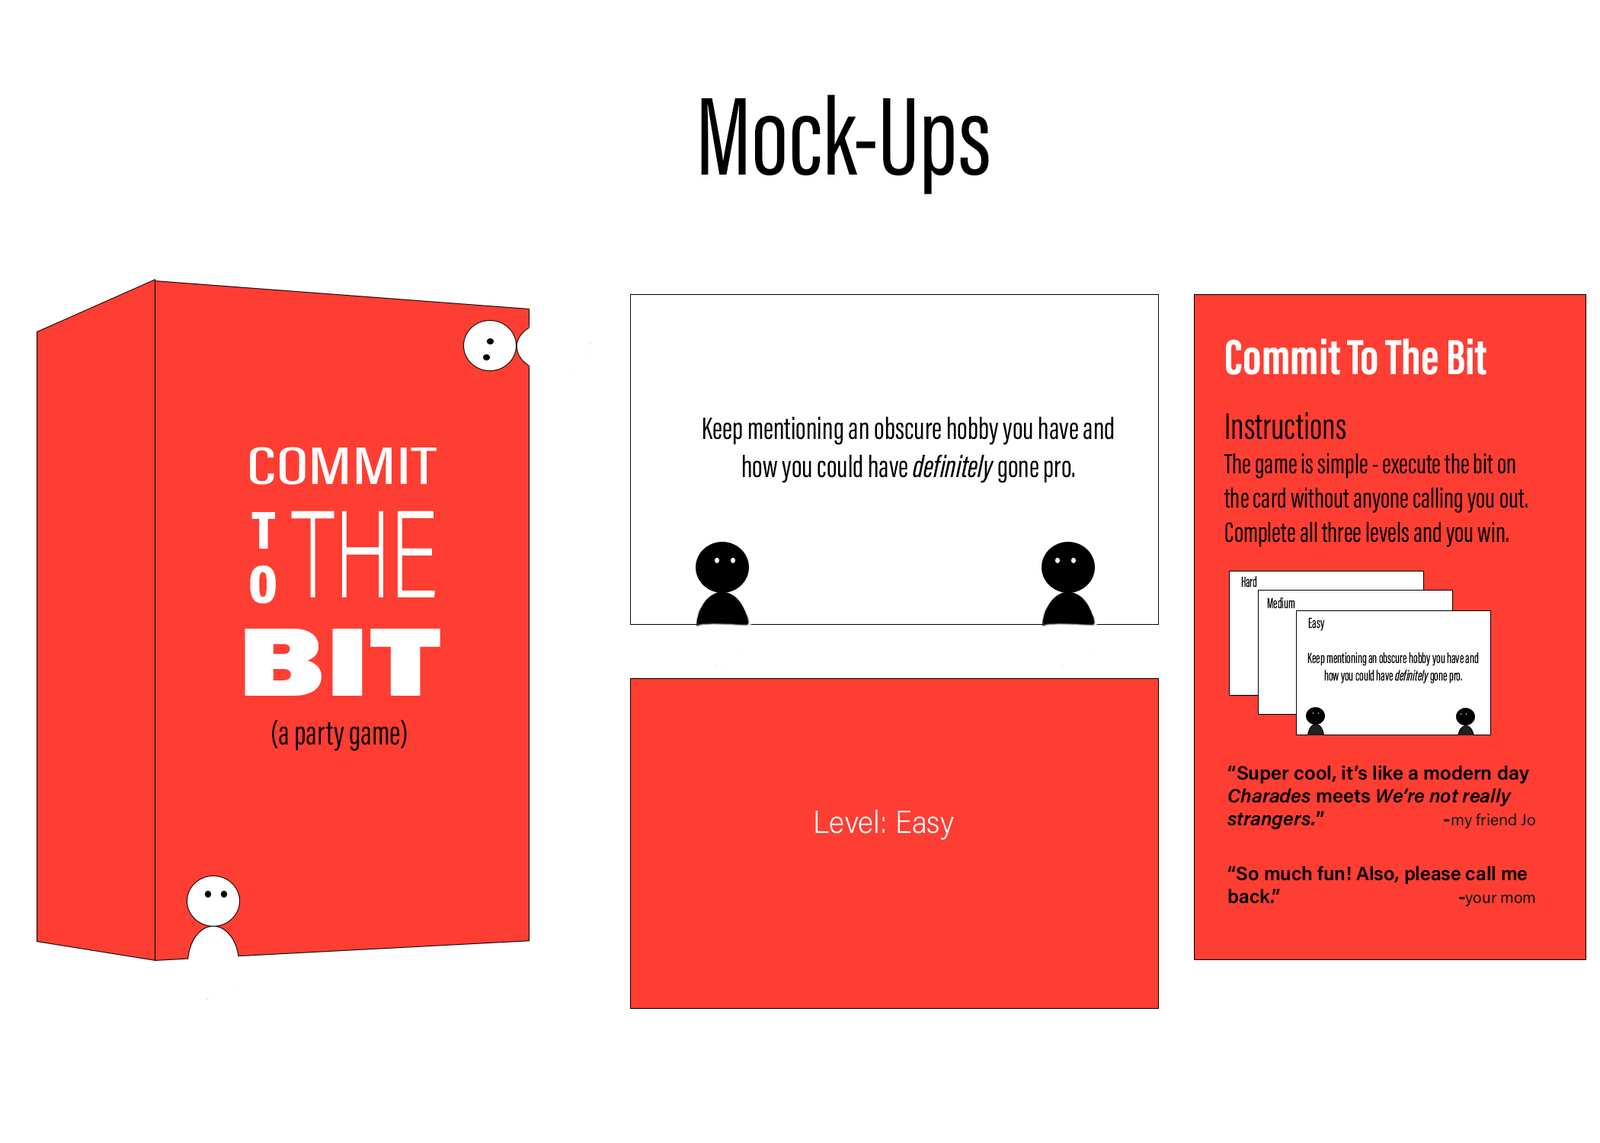 Mock-Ups
COMMIT
TO THE
BIT
(a party game)
Keep mentioning an obscure hobby you have and
how you could have definitely gone pro.
Level: Easy
Commit To The Bit
Instructions
The game is simple - execute the bit on
the card without anyone calling you out.
Complete all three levels and you win.
Hard
Medium
Easy
Keep mentioning an obscure hobby you have and
how you could have definitely gone pro.
“Super cool, it’s like a modern day
Charades meets We’re not really
strangers.” -my friend Jo
“So much fun! Also, please call me
back.” -your mom